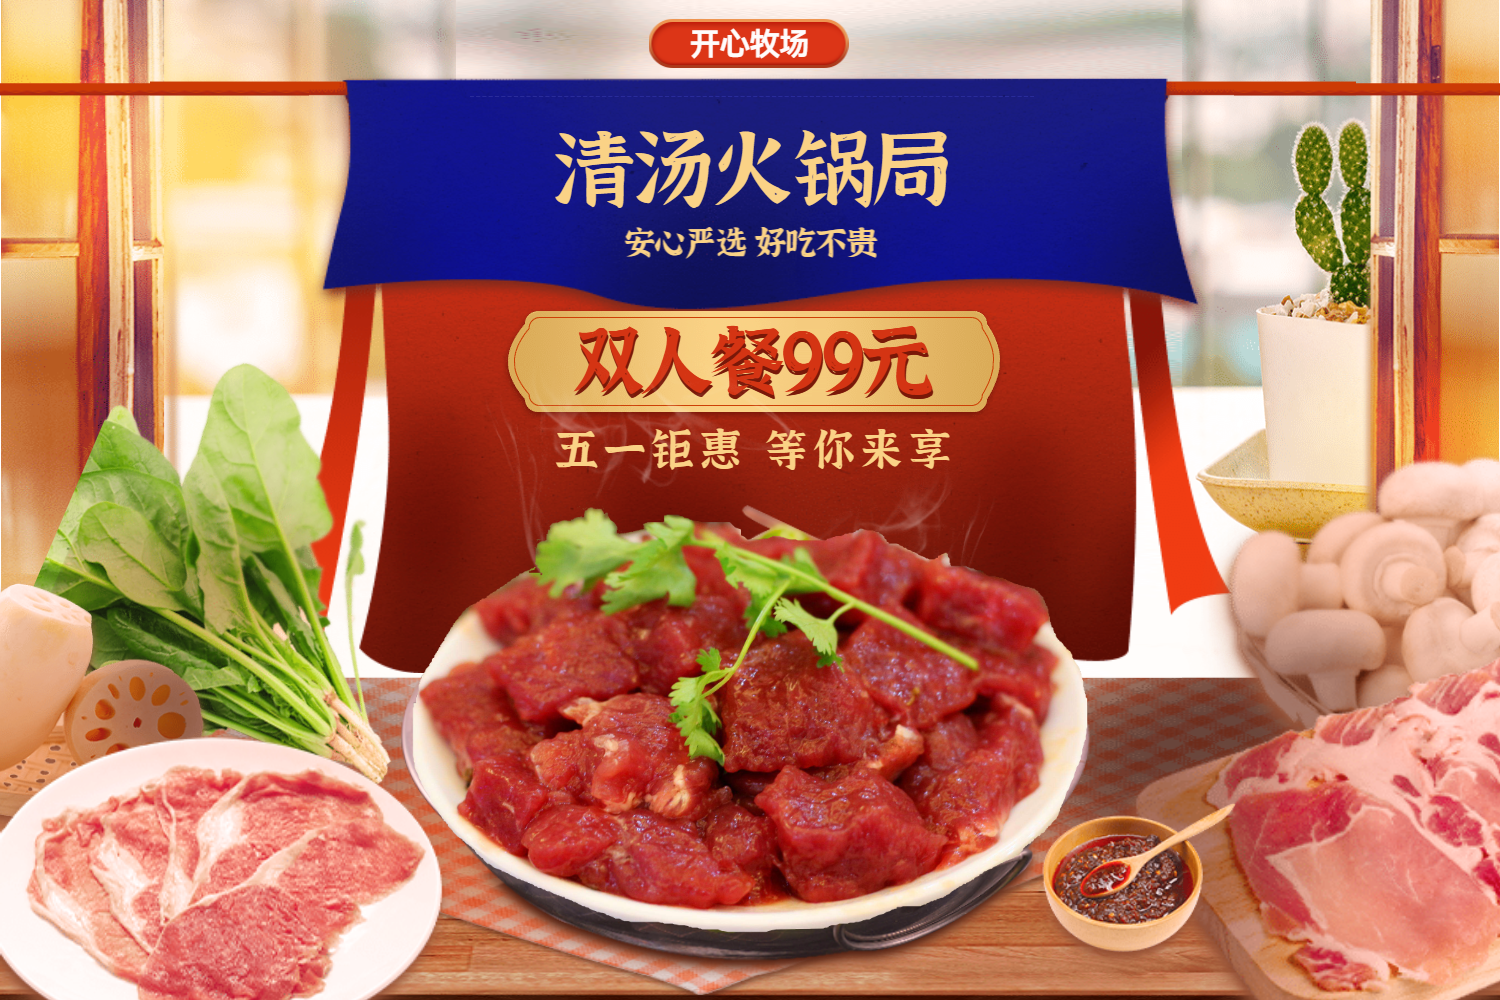 开心牧场
清汤火锅局
安心严选 好吃不贵
双人餐99元
五一钜惠 等你来享